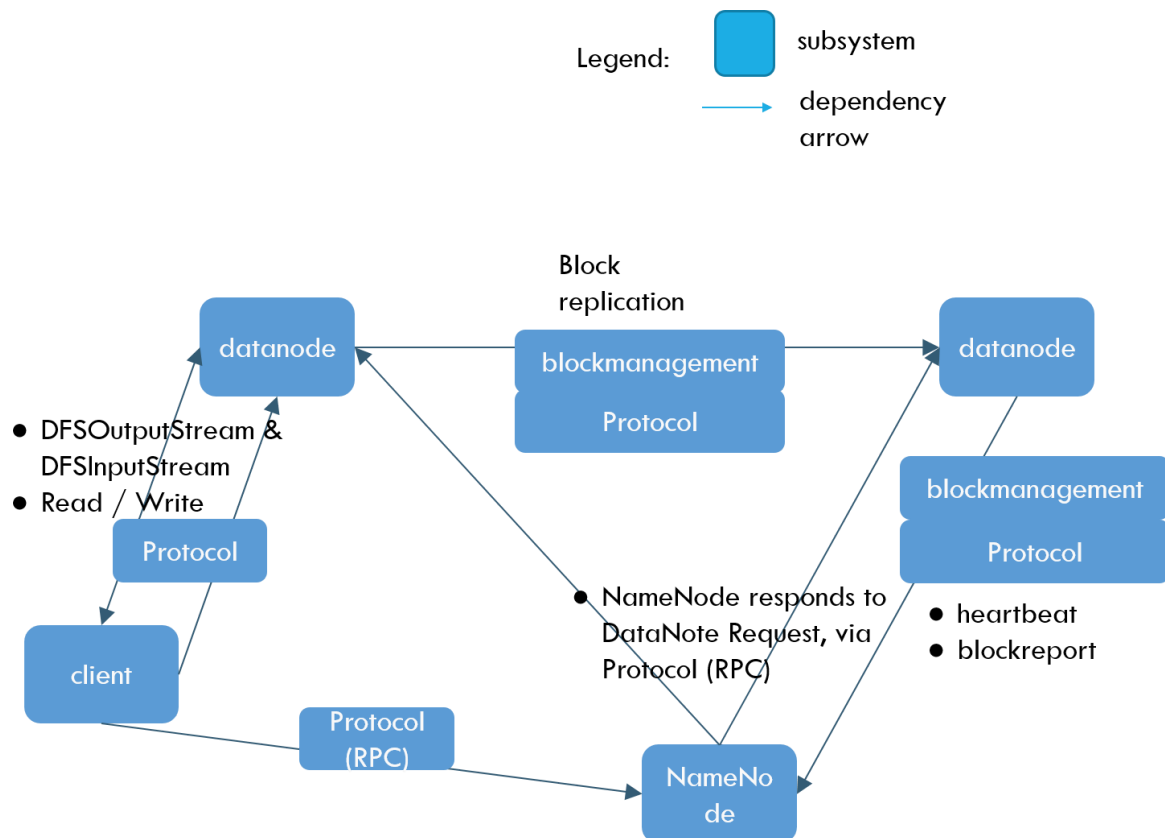 Legend:
subsystem
dependency
arrow
Block
replication
datanode
blockmanagement
Protocol
datanode
● DFSOutputStream &
DFSInputStream
● Read / Write
Protocol
blockmanagement
Protocol
● NameNode responds to
DataNote Request, via
Protocol (RPC)
● heartbeat
● blockreport
client
Protocol
(RPC)
NameNo
de